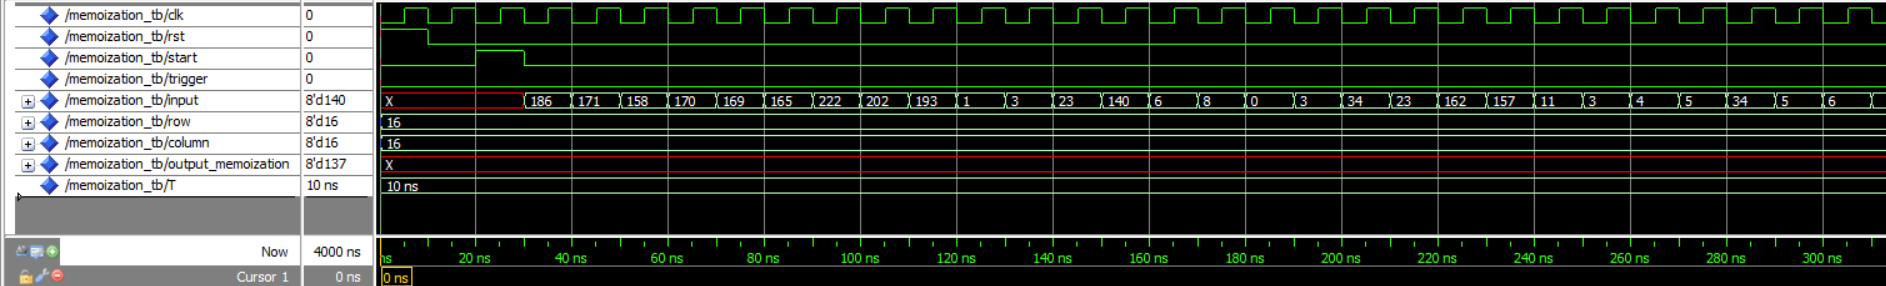 /memoization_tb/clk 0
/memoization_tb/rst 0
/memoization_tb/start 0
/memoization_tb/trigger 0
/memoization_tb/input 8'd140 X 186 171 158 170 169 165 222 202 193 1 3 23 140 6 8 0 3 34 23 162 157 11 3 4 5 34 5 6
/memoization_tb/row 8'd16 16
/memoization_tb/column 8'd16 16
/memoization_tb/output_memoization 8'd137 X
/memoization_tb/T 10 ns 10 ns
Now 4000 ns ns 20 ns 40 ns 60 ns 80 ns 100 ns 120 ns 140 ns 160 ns 180 ns 200 ns 220 ns 240 ns 260 ns 280 ns 300 ns
Cursor 1 0 ns 0 ns